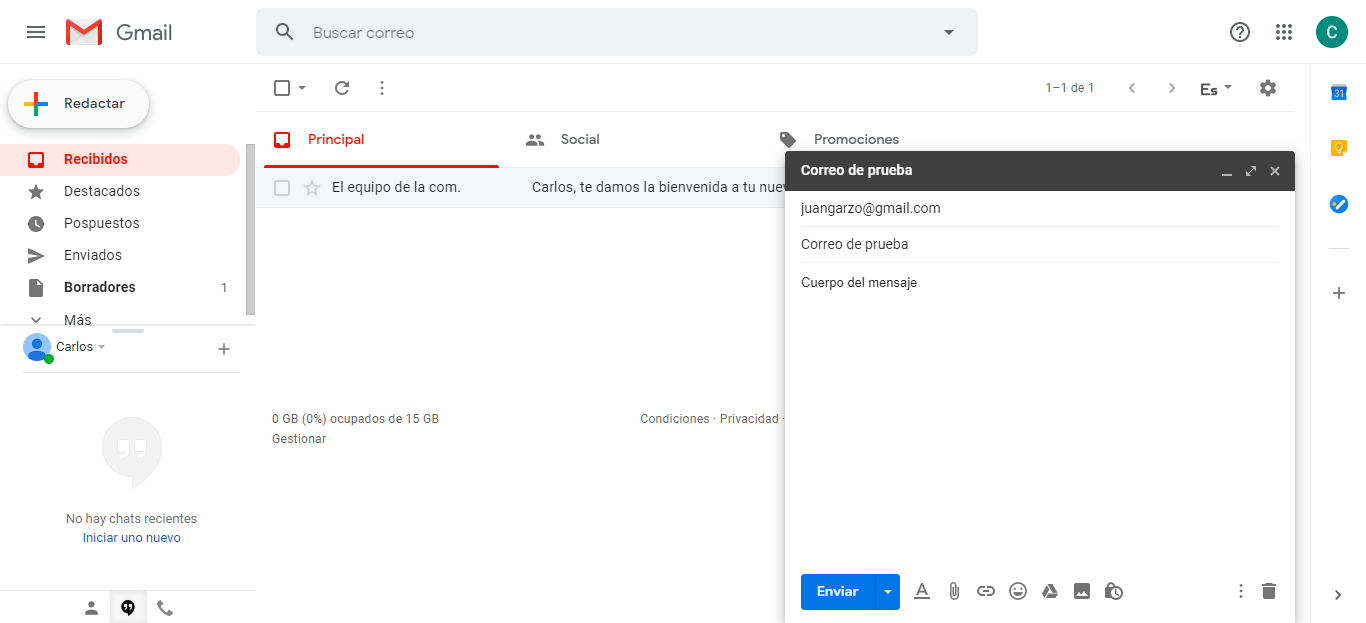 Gmail
Buscar correo
C
Redactar
1–1 de 1
Es
31
Principal
Social
Promociones
Recibidos
Destacados
Pospuestos
Enviados
Borradores 1
Más
El equipo de la com. Carlos, te damos la bienvenida a tu
Correo de prueba
juangarzo@gmail.com
Correo de prueba
Cuerpo del mensaje
Carlos
0 GB (0%) ocupados de 15 GB
Gestionar
Condiciones · Privacidad ·
No hay chats recientes
Iniciar uno nuevo
Enviar